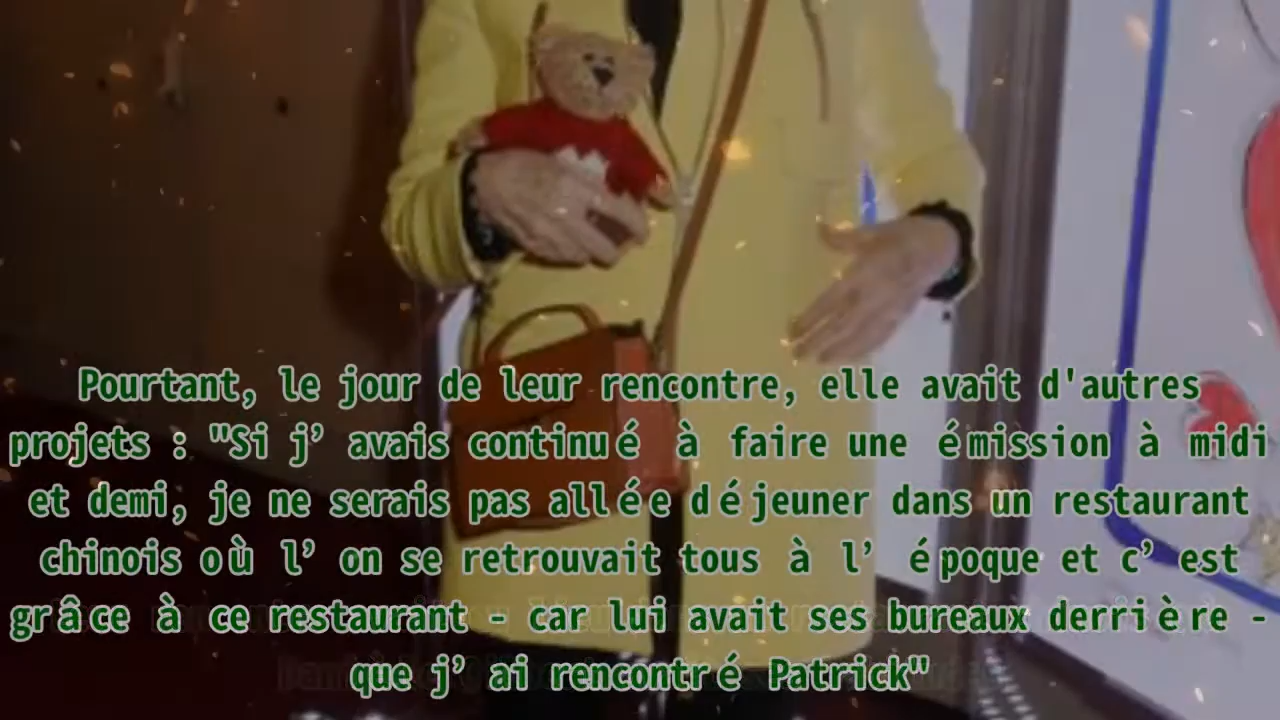 Pourtant, le jour de leur rencontre, elle avait d'autres
projets : "Si j’ avais continué à faire une émission à midi
et demi, je ne serais pas allée déjeuner dans un restaurant
chinois où l’ on se retrouvait tous à l’ époque et c’ est
grâce à ce restaurant - car lui avait ses bureaux derrière -
que j’ ai rencontré Patrick"